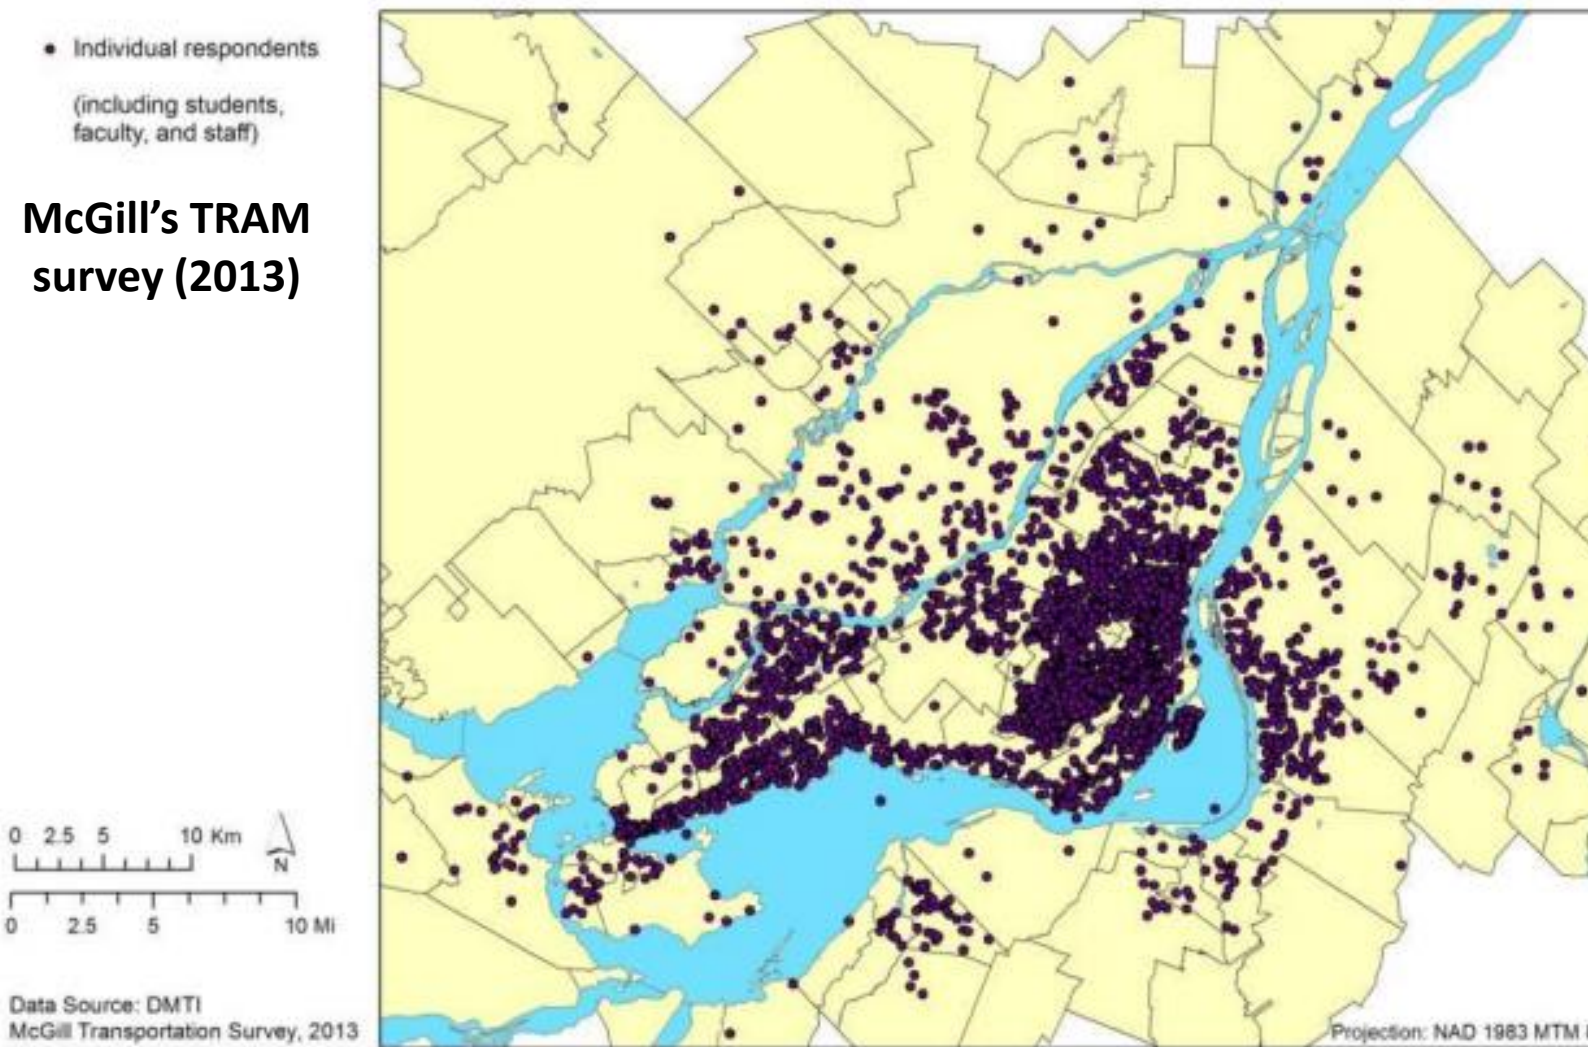 Individual respondents
(including students,
faculty, and staff)
McGill's TRAM
survey (2013)
0 2.5 5 10 Km
N
0 2.5 5 10 Mi
Data Source: DMTI
McGill Transportation Survey, 2013
Projection: NAD 1983 MTM